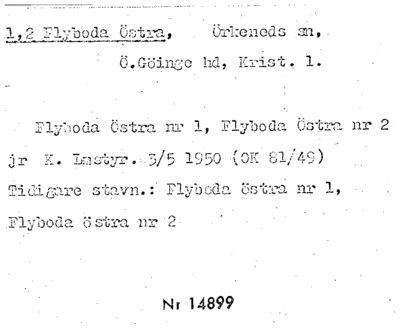 1,2 Flyboda Östra, Örkeneds sn,
Ö.Göinge hd, Krist. l.
Flyboda Östra nr 1, Flyboda Östra nr 2
jr K. Lmstyr. 3/5 1950 (OK 81/49)
Tidigare stavn.: Flyboda östra nr 1,
Flyboda östra nr 2
Nr 14899